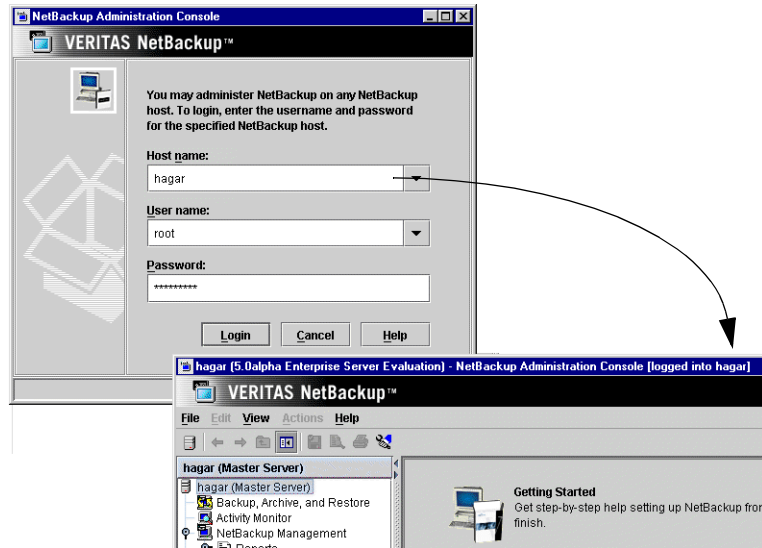 NetBackup Administration Console
VERITAS NetBackup™
You may administer NetBackup on any NetBackup
host. To login, enter the username and password
for the specified NetBackup host.
Host name:
hagar
User name:
root
Password:
*********
Login Cancel Help
hagar (5.0alpha Enterprise Server Evaluation) - NetBackup Administration Console [logged into hagar]
VERITAS NetBackup™
File Edit View Actions Help
hagar (Master Server)
hagar (Master Server)
Backup, Archive, and Restore
Activity Monitor
NetBackup Management
Reports
Getting Started
Get step-by-step help setting up NetBackup from
finish.